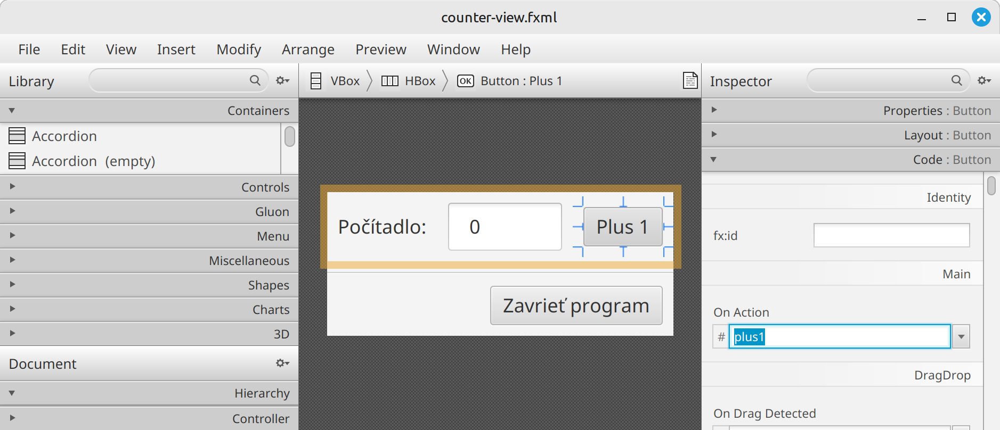 counter-view.fxml
File Edit View Insert Modify Arrange Preview Window Help
Library
Containers
Accordion
Accordion (empty)
Controls
Gluon
Menu
Miscellaneous
Shapes
Charts
3D
Document
Hierarchy
Controller
VBox HBox OK Button : Plus 1
Počítadlo: 0 Plus 1
Zavrieť program
Inspector
Properties : Button
Layout : Button
Code : Button
Identity
fx:id
Main
On Action
# plus1
DragDrop
On Drag Detected